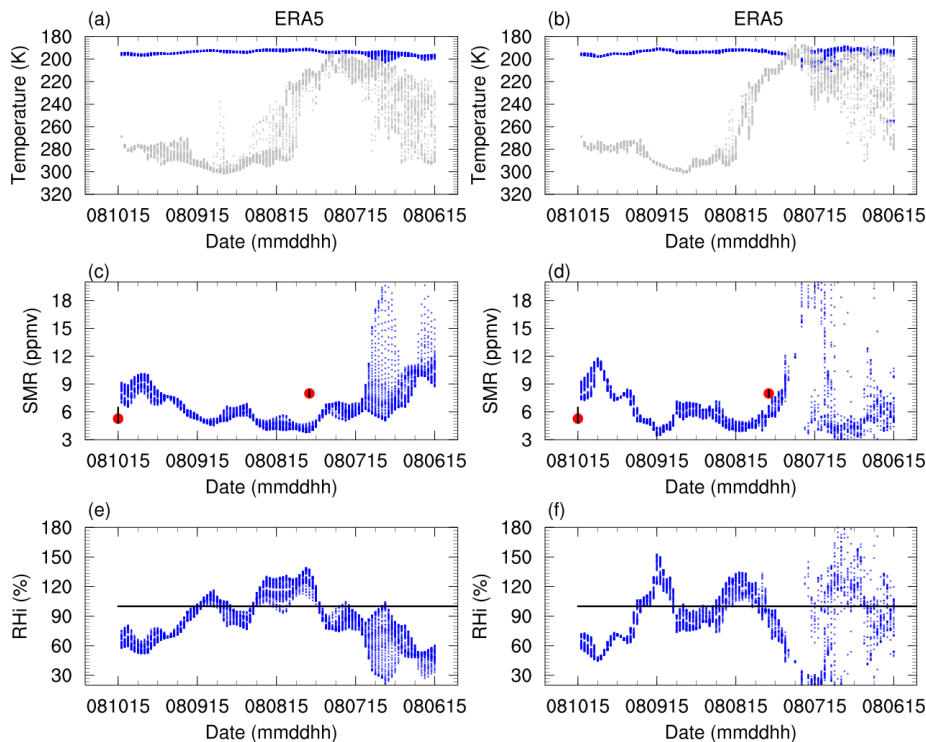 (a) ERA5 (b) ERA5
180 180
200 200
220 220
240 240
260 260
280 280
300 300
320 320
Temperature (K) Temperature (K)
081015 080915 080815 080715 080615 081015 080915 080815 080715 080615
Date (mmddhh) Date (mmddhh)
(c) (d)
18 18
15 15
12 12
9 9
6 6
3 3
SMR (ppmv) SMR (ppmv)
081015 080915 080815 080715 080615 081015 080915 080815 080715 080615
Date (mmddhh) Date (mmddhh)
(e) (f)
180 180
150 150
120 120
90 90
60 60
30 30
RHi (%) RHi (%)
081015 080915 080815 080715 080615 081015 080915 080815 080715 080615
Date (mmddhh) Date (mmddhh)